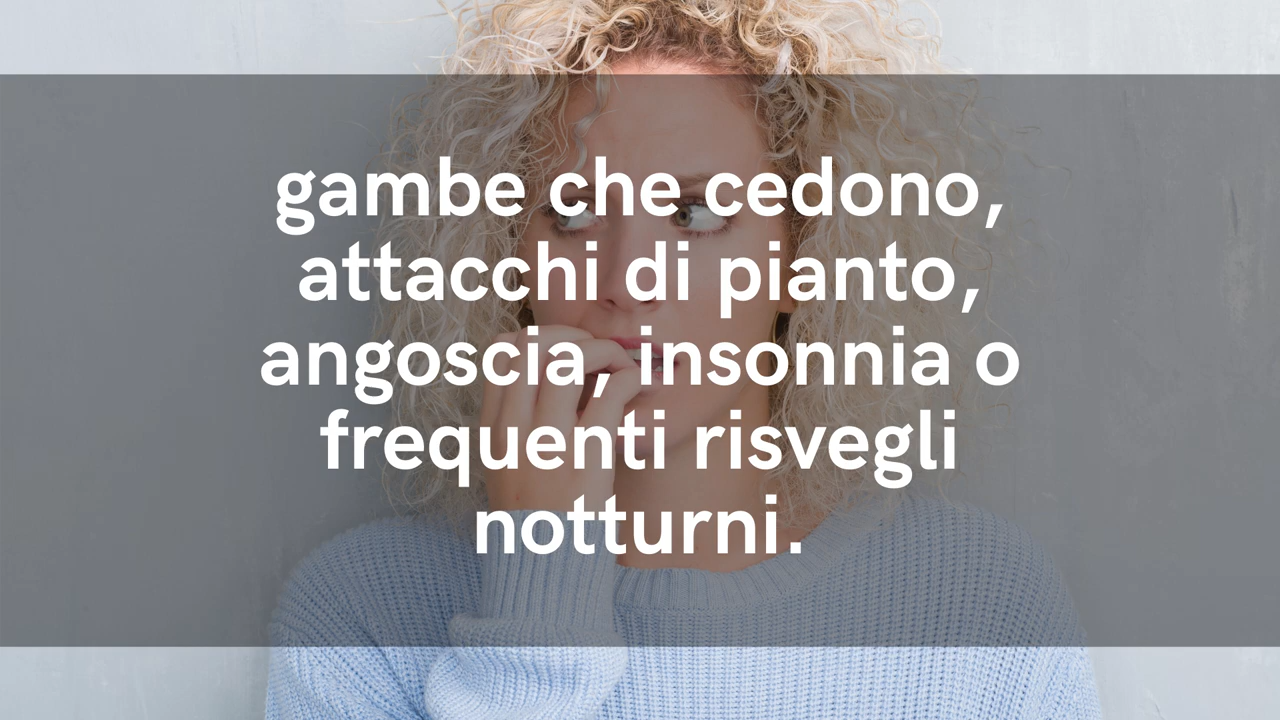 gambe che cedono,
attacchi di pianto,
angoscia, insonnia o
frequenti risvegli
notturni.